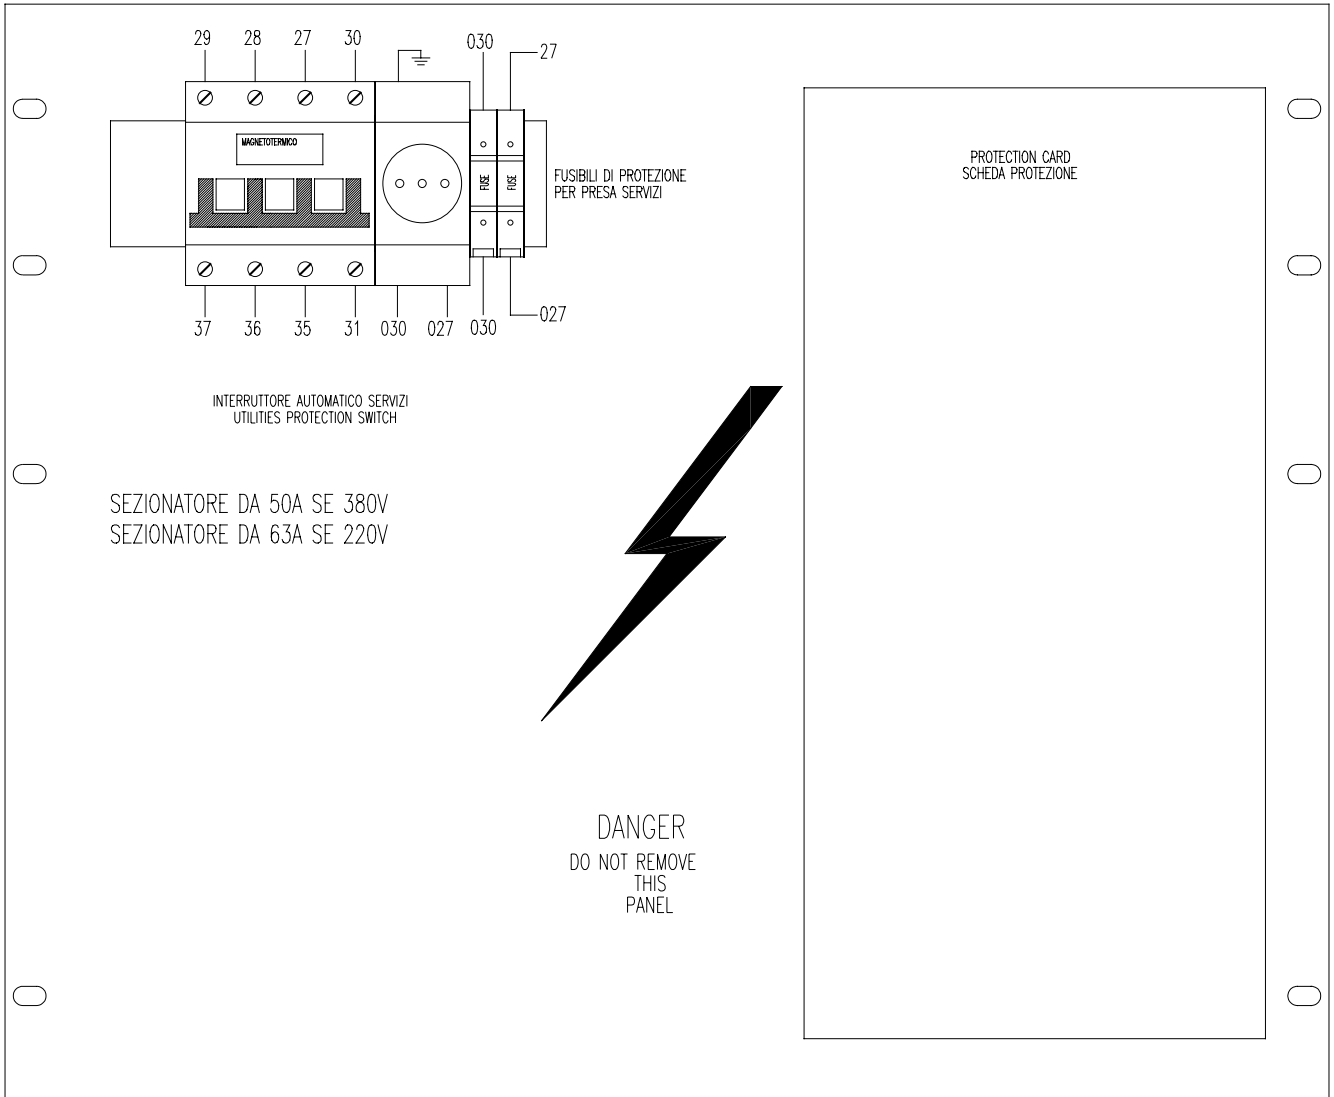 29 28 27 30 030 27
MAGNETOTERMICO
FUSE FUSE
FUSIBILI DI PROTEZIONE
PER PRESA SERVIZI
37 36 35 31 030 027 030 027
INTERRUTTORE AUTOMATICO SERVIZI
UTILITIES PROTECTION SWITCH
SEZIONATORE DA 50A SE 380V
SEZIONATORE DA 63A SE 220V
PROTECTION CARD
SCHEDA PROTEZIONE
DANGER
DO NOT REMOVE
THIS
PANEL